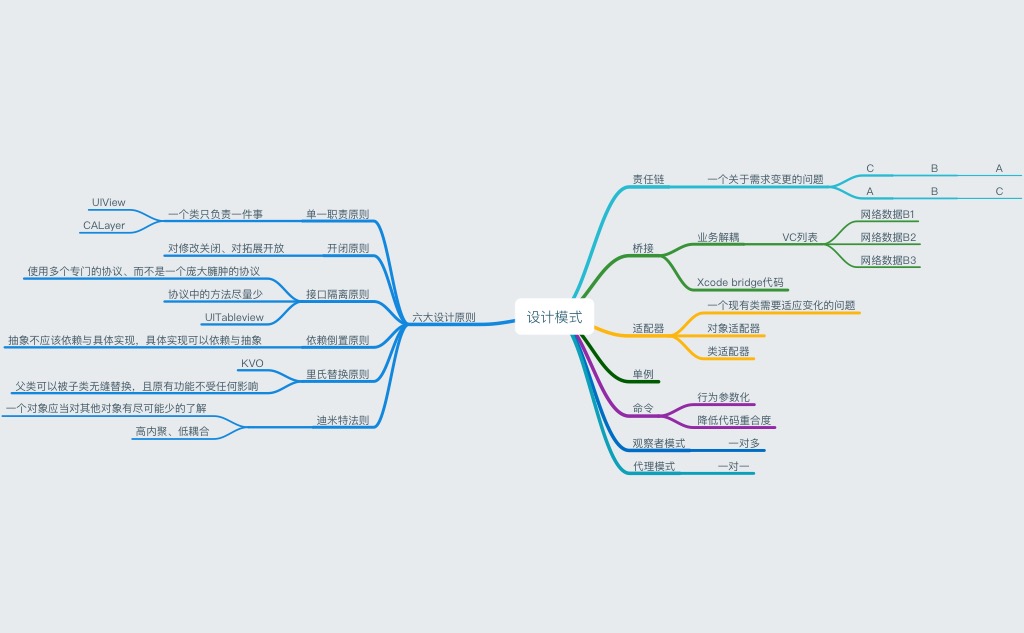 设计模式
六大设计原则
单一职责原则
一个类只负责一件事
UIView
CALayer
开闭原则
对修改关闭、对拓展开放
接口隔离原则
使用多个专门的协议、而不是一个庞大臃肿的协议
协议中的方法尽量少
UITableview
依赖倒置原则
抽象不应该依赖与具体实现，具体实现可以依赖与抽象
里氏替换原则
KVO
父类可以被子类无缝替换，且原有功能不受任何影响
迪米特法则
一个对象应当对其他对象有尽可能少的了解
高内聚、低耦合
责任链
一个关于需求变更的问题
C
B
A
A
B
C
桥接
业务解耦
VC列表
网络数据B1
网络数据B2
网络数据B3
Xcode bridge代码
适配器
一个现有类需要适应变化的问题
对象适配器
类适配器
单例
命令
行为参数化
降低代码重合度
观察者模式
一对多
代理模式
一对一